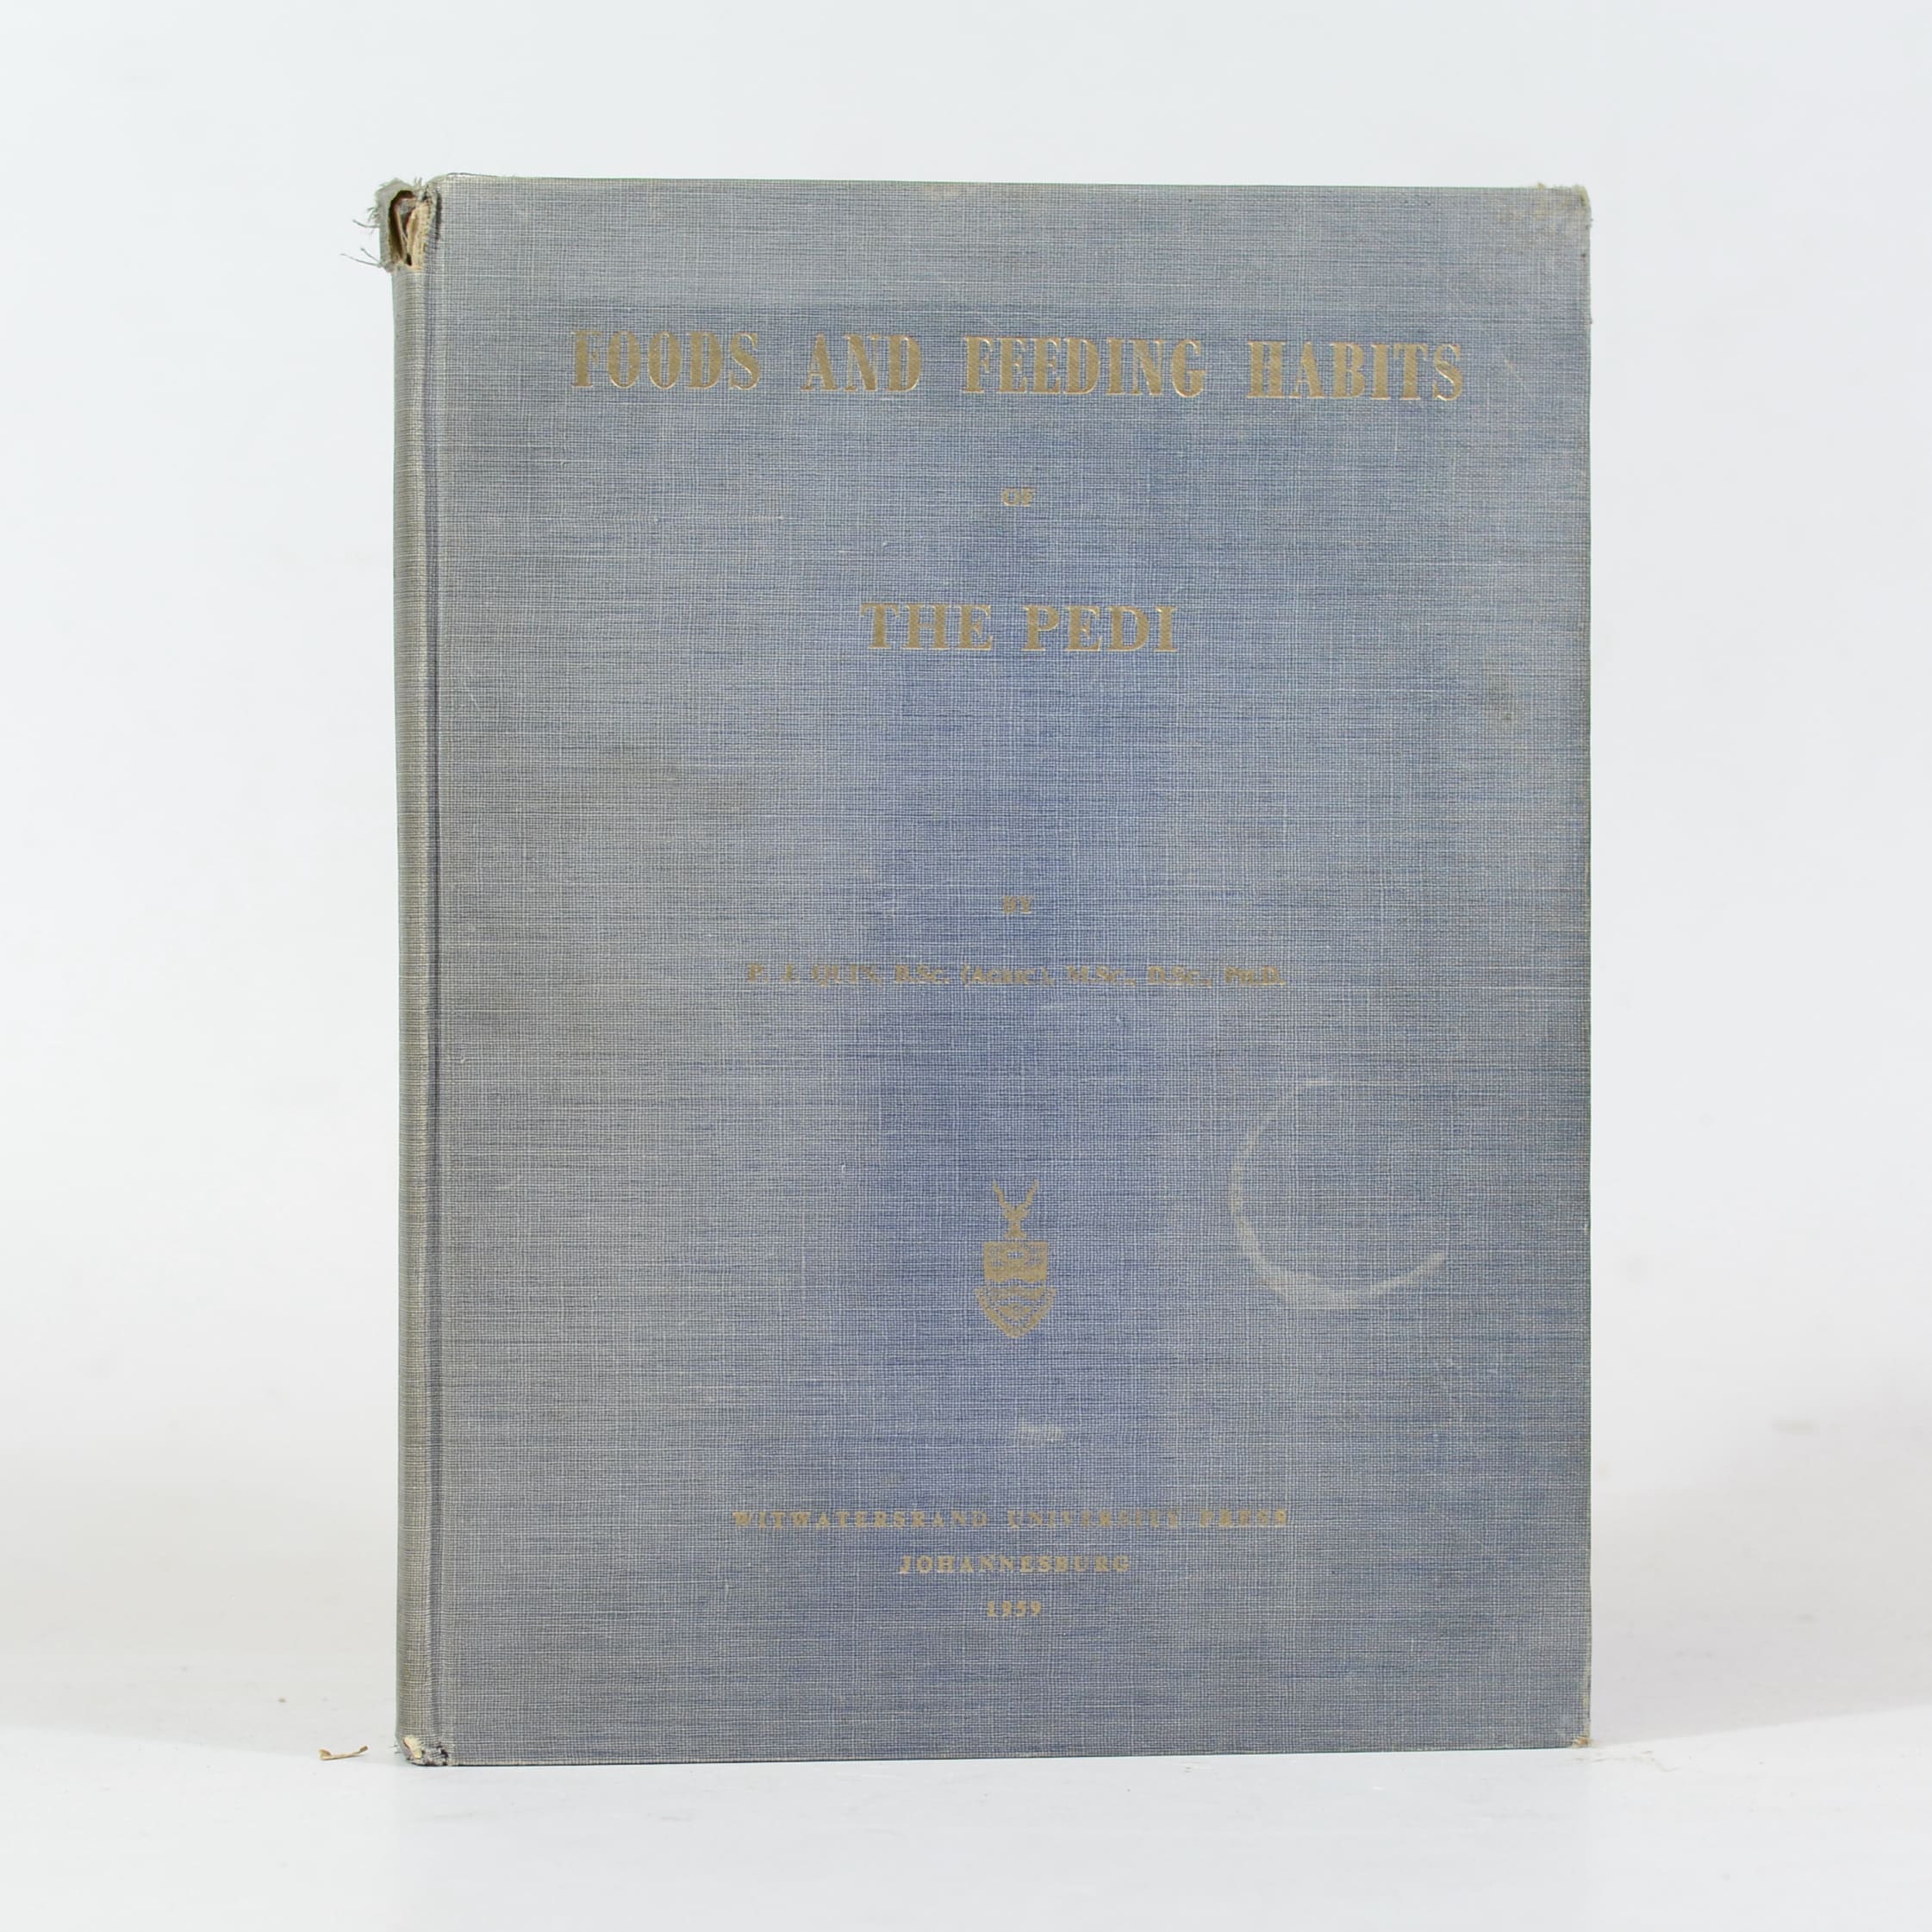 FOODS AND FEEDING HABITS
OF
THE PEDI
BY
P. J. QUIN, B.Sc. (Agric.), M.Sc., D.Sc., Ph.D.
WITWATERSRAND UNIVERSITY PRESS
JOHANNESBURG
1959